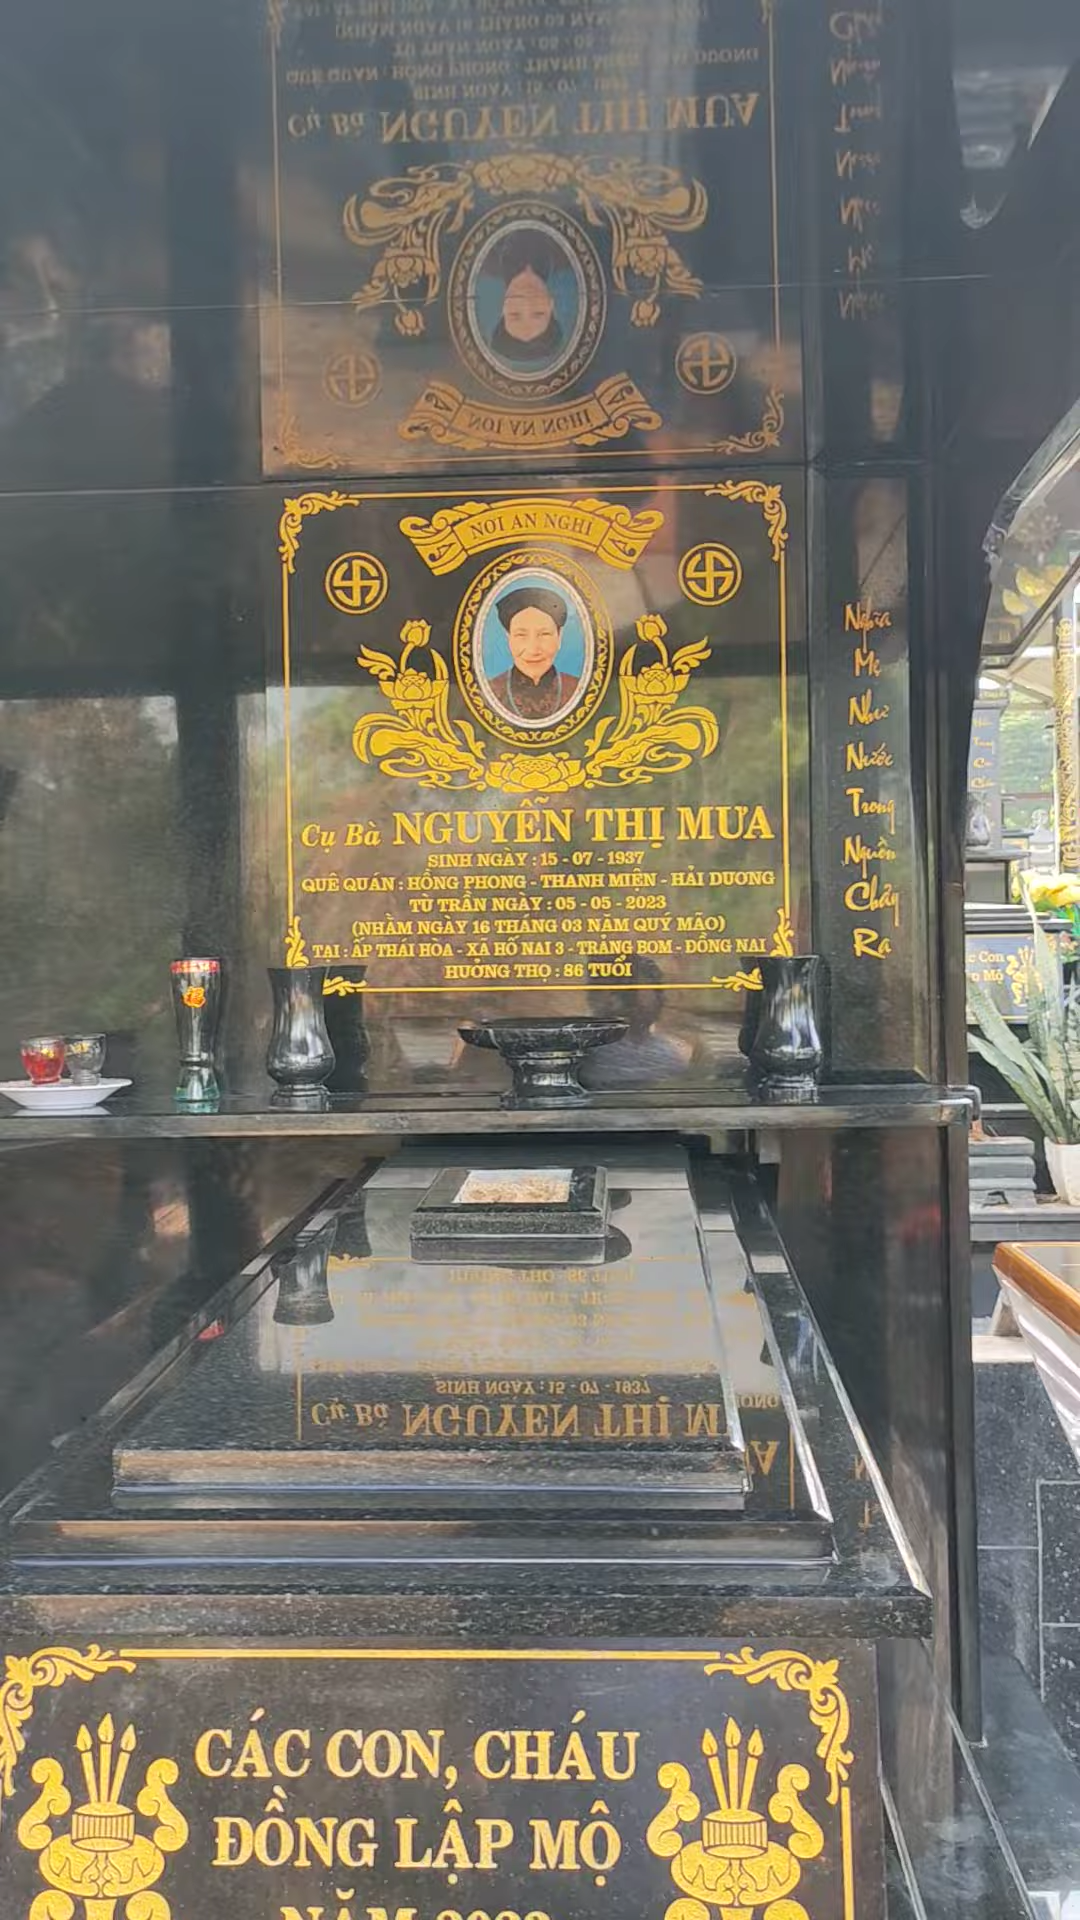 NƠI AN NGHỈ
Cụ Bà NGUYỄN THỊ MƯA
SINH NGÀY : 15 - 07 - 1937
QUÊ QUÁN : HỒNG PHONG - THANH MIỆN - HẢI DƯƠNG
TỪ TRẦN NGÀY : 05 - 05 - 2023
(NHẰM NGÀY 16 THÁNG 03 NĂM QUÝ MÃO)
TẠI : ẤP THÁI HÒA - XÃ HỐ NAI 3 - TRẢNG BOM - ĐỒNG NAI
HƯỞNG THỌ : 86 TUỔI
Nghĩa
Mẹ
Như
Nước
Trong
Nguồn
Chảy
Ra
福
CÁC CON, CHÁU
ĐỒNG LẬP MỘ